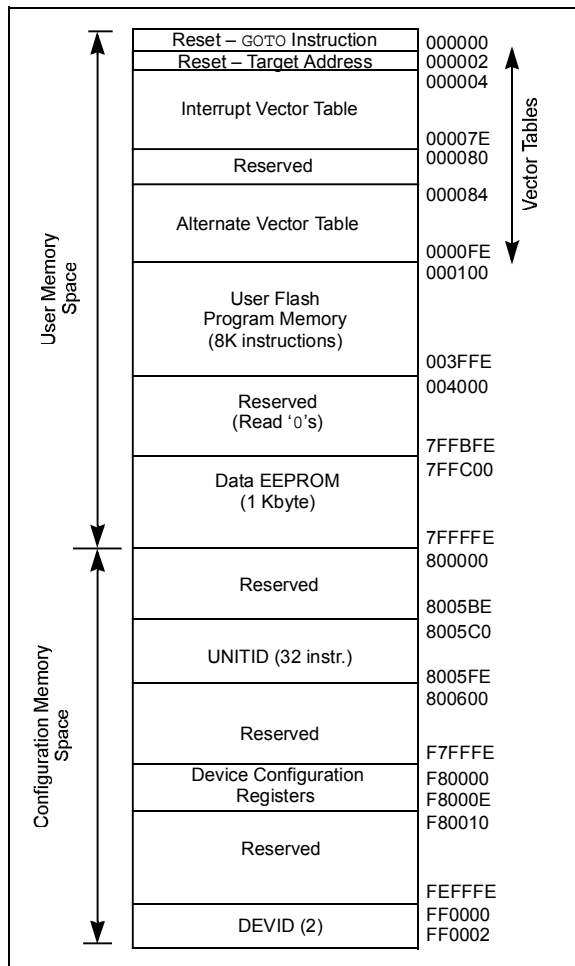 Reset – GOTO Instruction
000000
Reset – Target Address
000002
000004
Interrupt Vector Table
00007E
000080
Reserved
000084
Alternate Vector Table
0000FE
000100
Vector Tables
User Flash
Program Memory
(8K instructions)
003FFE
004000
Reserved
(Read ‘0’s)
7FFBFE
7FFC00
Data EEPROM
(1 Kbyte)
7FFFFE
User Memory
Space
800000
Reserved
8005BE
8005C0
UNITID (32 instr.)
8005FE
800600
Reserved
F7FFFE
Device Configuration
Registers
F80000
F8000E
F80010
Reserved
FEFFFE
FF0000
DEVID (2)
FF0002
Configuration Memory
Space